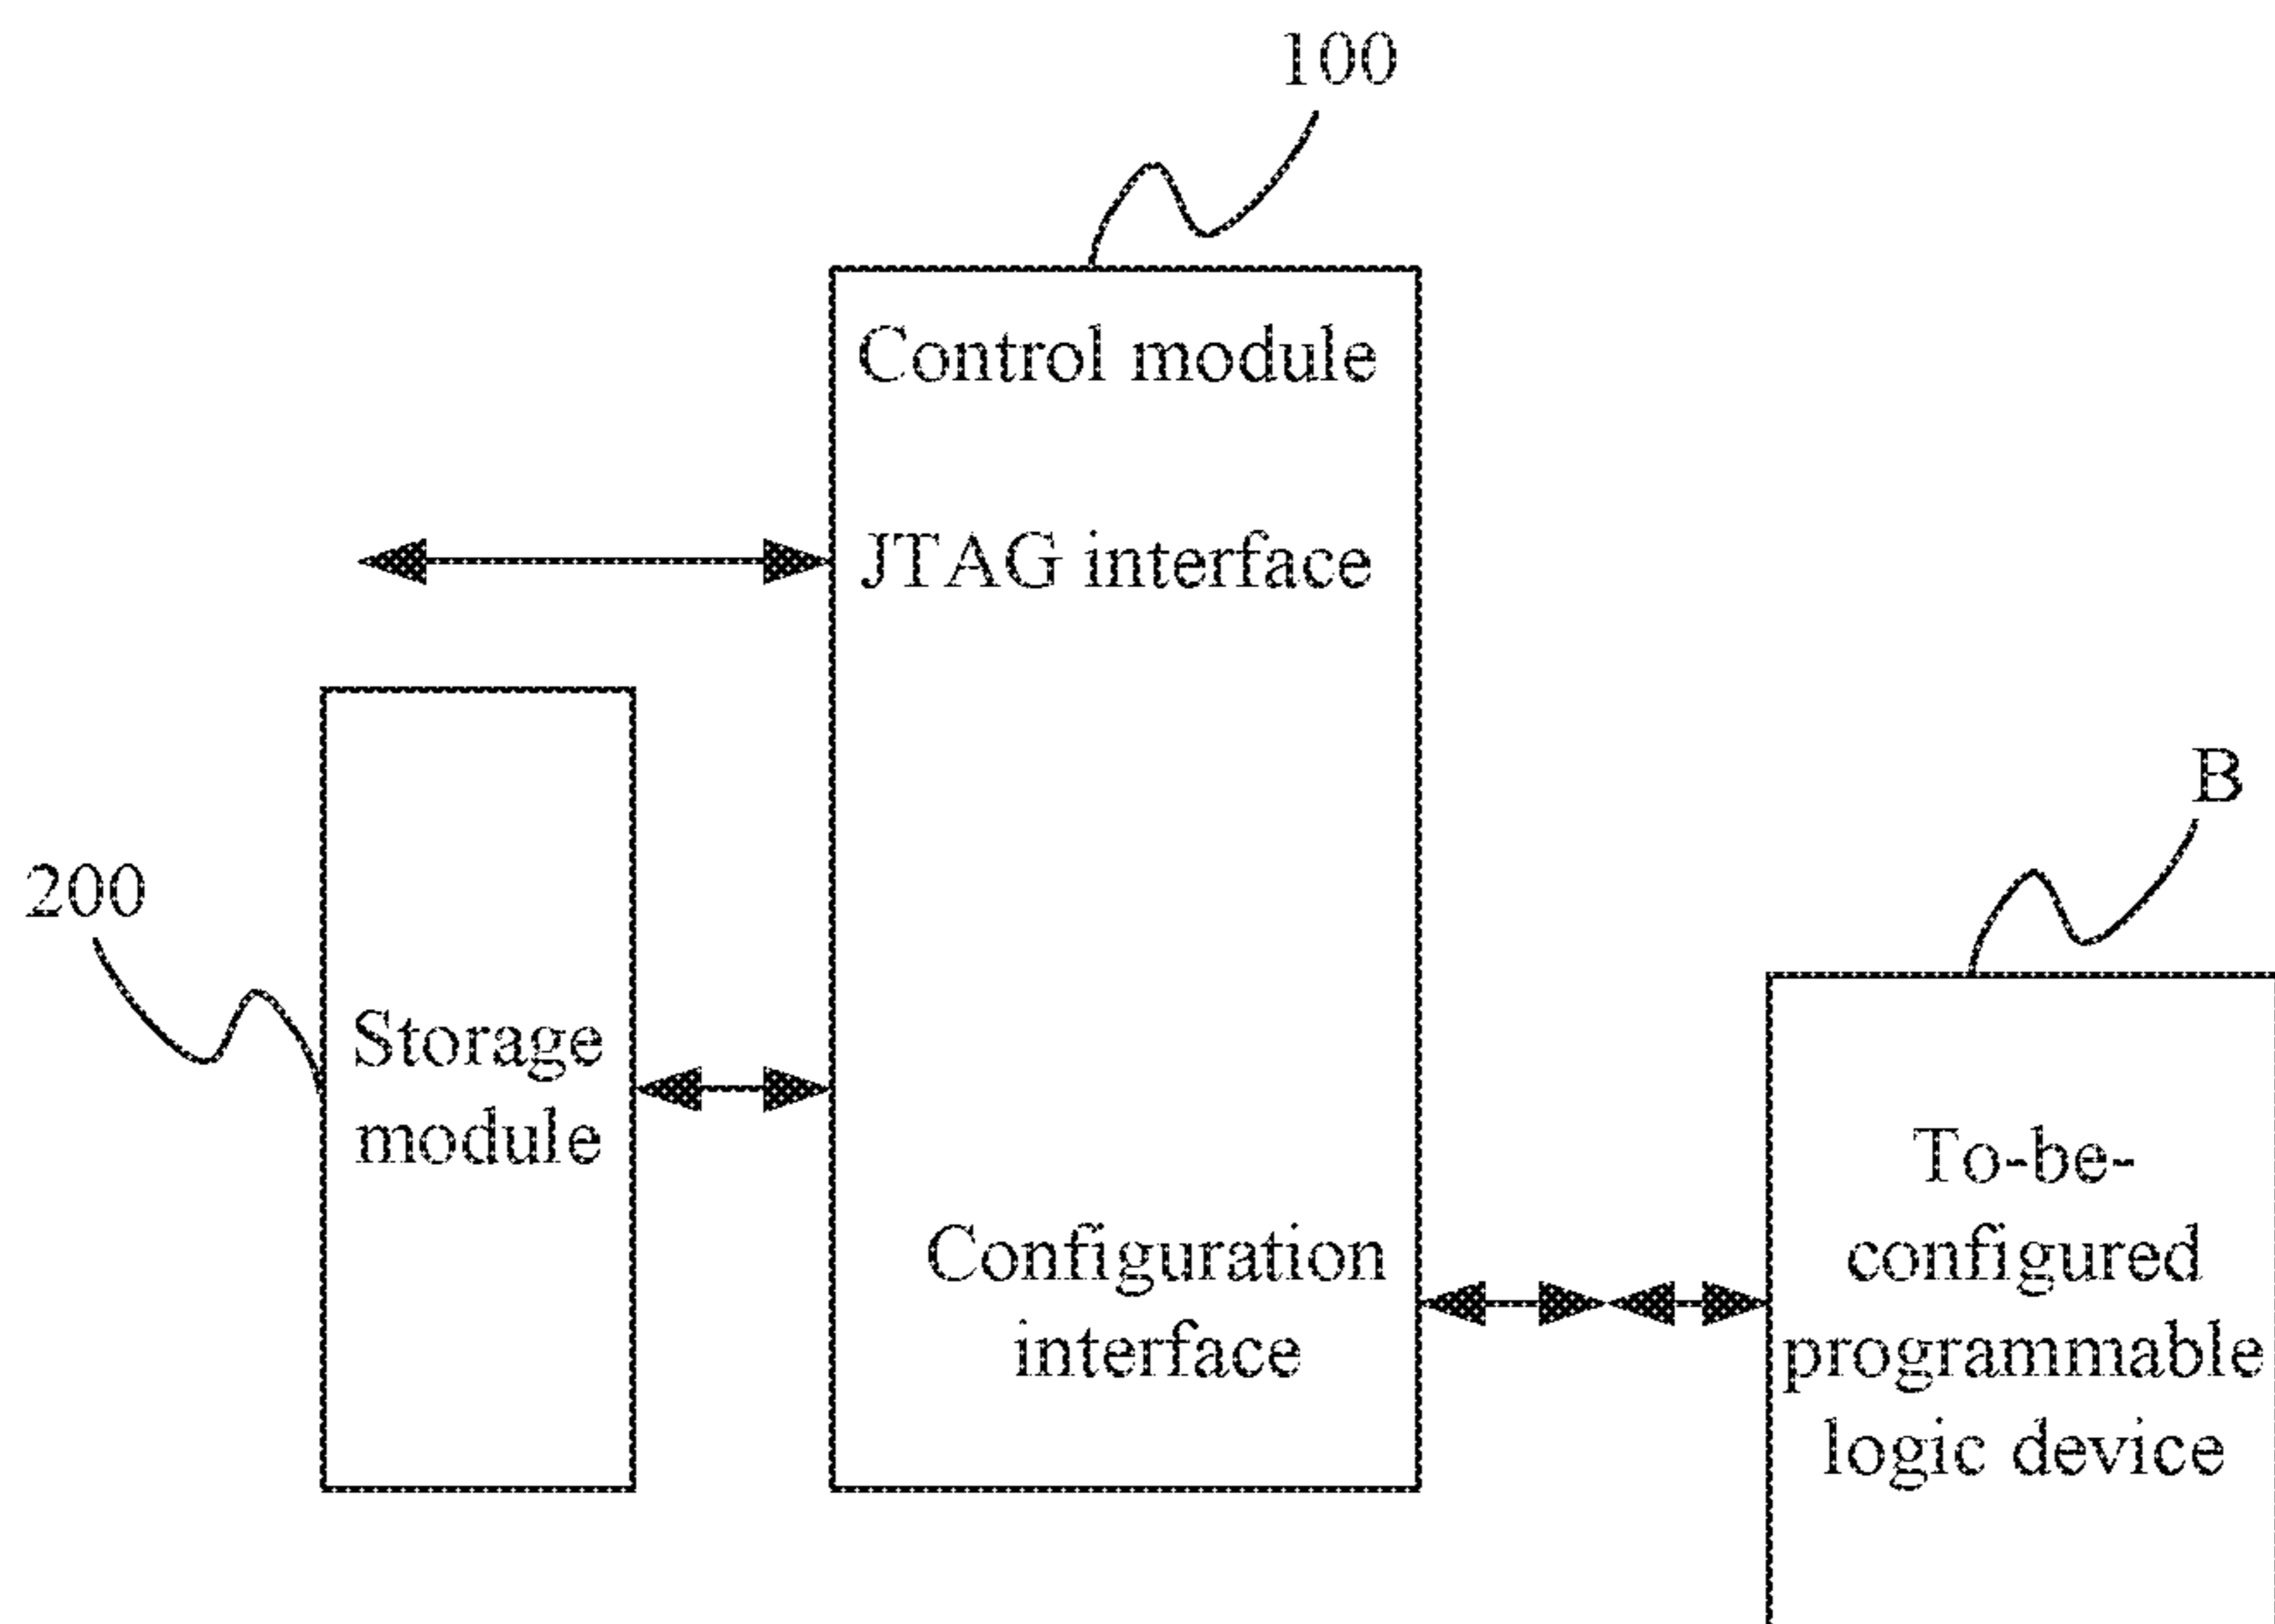 100
Control module
JTAG interface
B
200
Storage
module
Configuration
interface
To-be-
configured
programmable
logic device